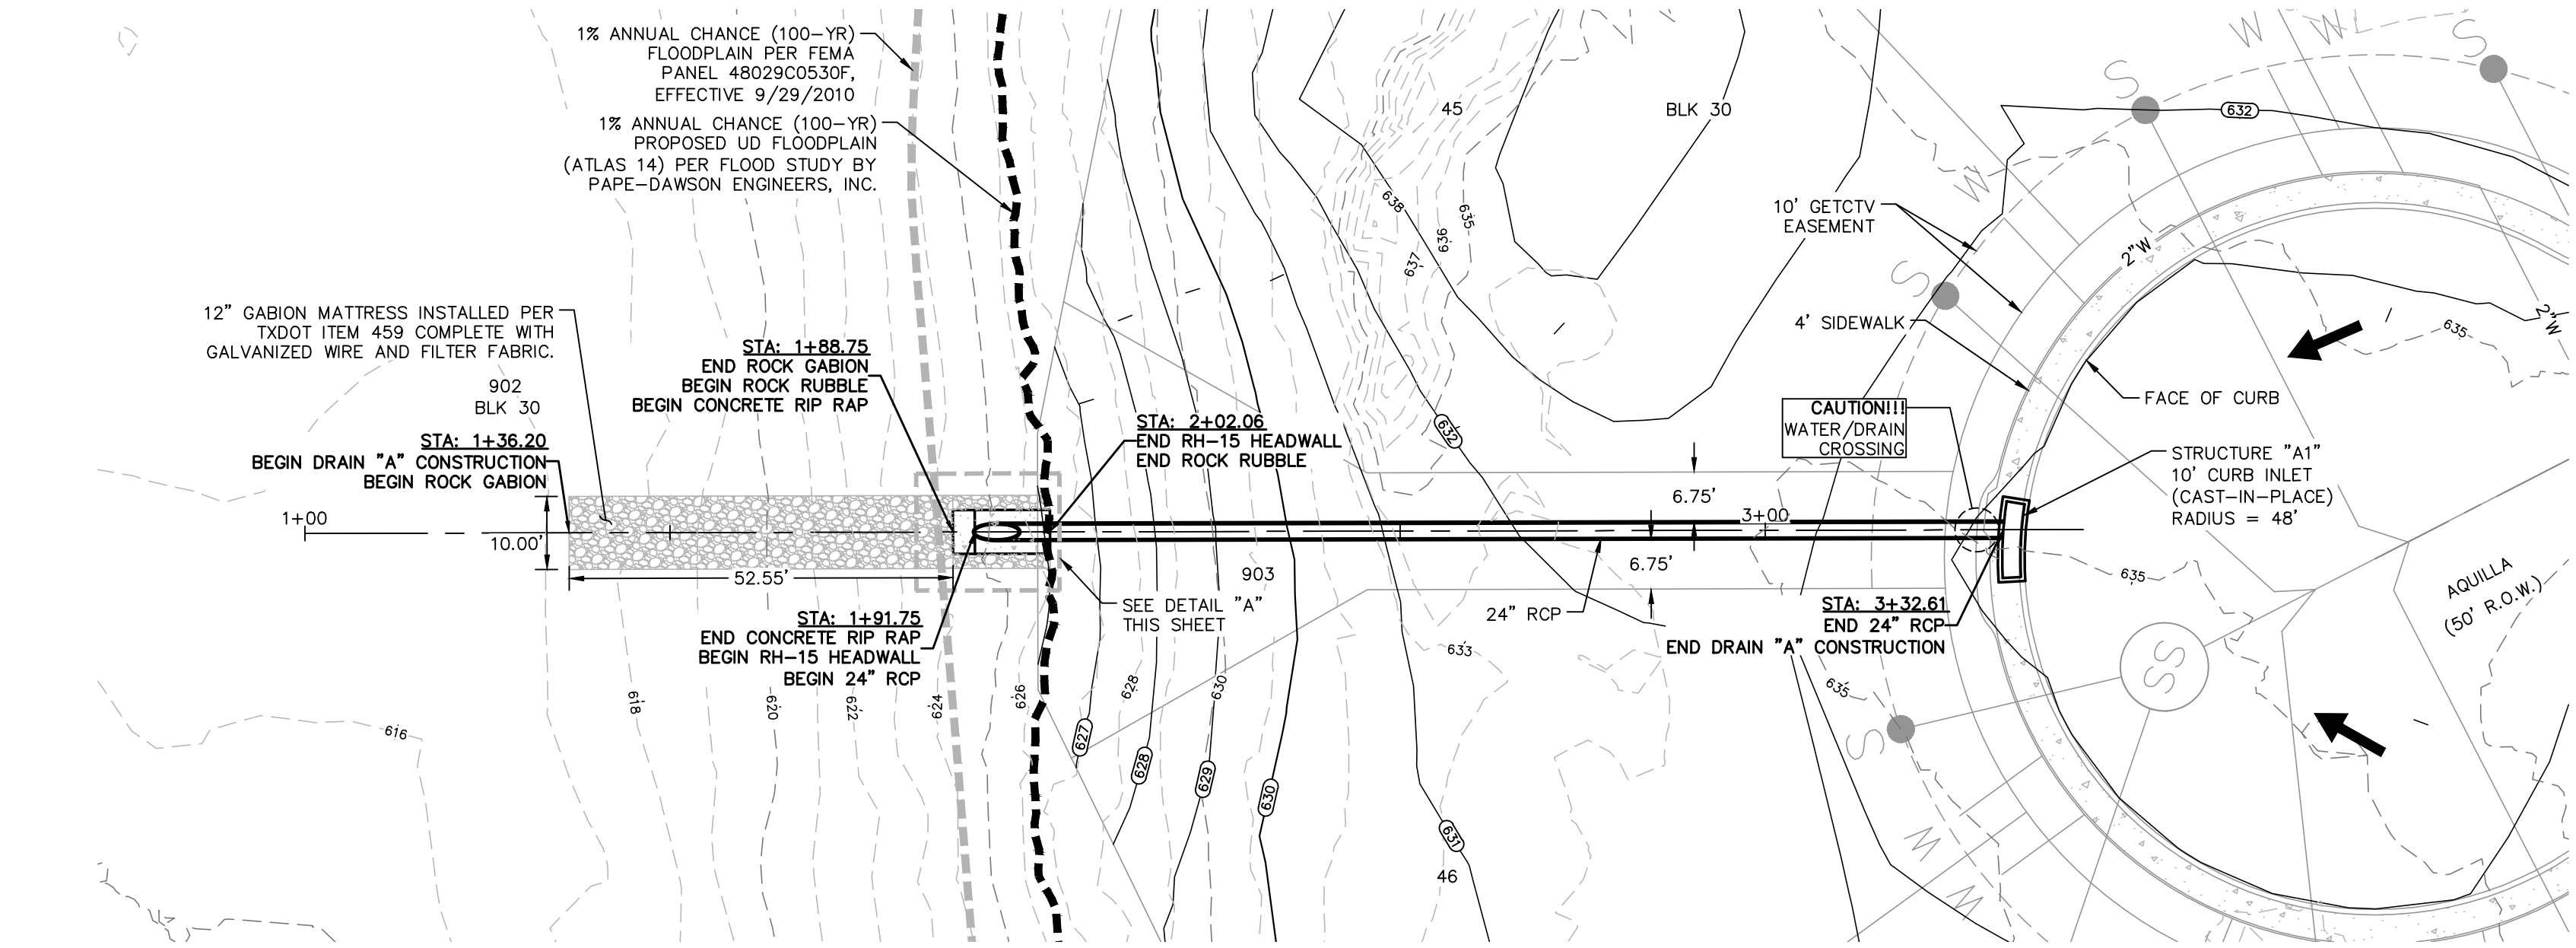 1% ANNUAL CHANCE (100-YR)
FLOODPLAIN PER FEMA
PANEL 48029C0530F,
EFFECTIVE 9/29/2010
1% ANNUAL CHANCE (100-YR)
PROPOSED UD FLOODPLAIN
(ATLAS 14) PER FLOOD STUDY BY
PAPE-DAWSON ENGINEERS, INC.
45
BLK 30
W
W
S
S
632
W
10' GETCTV
EASEMENT
638
635
636
637
2"W
S
4' SIDEWALK
2"W
635
12" GABION MATTRESS INSTALLED PER
TXDOT ITEM 459 COMPLETE WITH
GALVANIZED WIRE AND FILTER FABRIC.
902
BLK 30
STA: 1+88.75
END ROCK GABION
BEGIN ROCK RUBBLE
BEGIN CONCRETE RIP RAP
STA: 2+02.06
END RH-15 HEADWALL
END ROCK RUBBLE
632
CAUTION!!!
WATER/DRAIN
CROSSING
FACE OF CURB
STRUCTURE "A1"
10' CURB INLET
(CAST-IN-PLACE)
RADIUS = 48'
STA: 1+36.20
BEGIN DRAIN "A" CONSTRUCTION
BEGIN ROCK GABION
1+00
10.00'
52.55'
6.75'
3+00
6.75'
903
SEE DETAIL "A"
THIS SHEET
24" RCP
635
AQUILLA
(50' R.O.W.)
STA: 1+91.75
END CONCRETE RIP RAP
BEGIN RH-15 HEADWALL
BEGIN 24" RCP
STA: 3+32.61
END 24" RCP
END DRAIN "A" CONSTRUCTION
633
SS
635
S
616
618
620
622
624
626
628
630
627
628
629
630
631
46
W
W